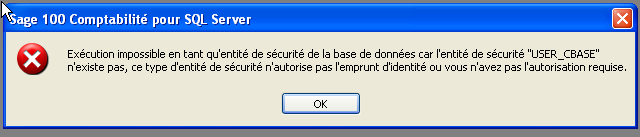 Sage 100 Comptabilité pour SQL Server
Exécution impossible en tant qu'entité de sécurité de la base de données car l'entité de sécurité "USER_CBASE"
n'existe pas, ce type d'entité de sécurité n'autorise pas l'emprunt d'identité ou vous n'avez pas l'autorisation requise.
OK